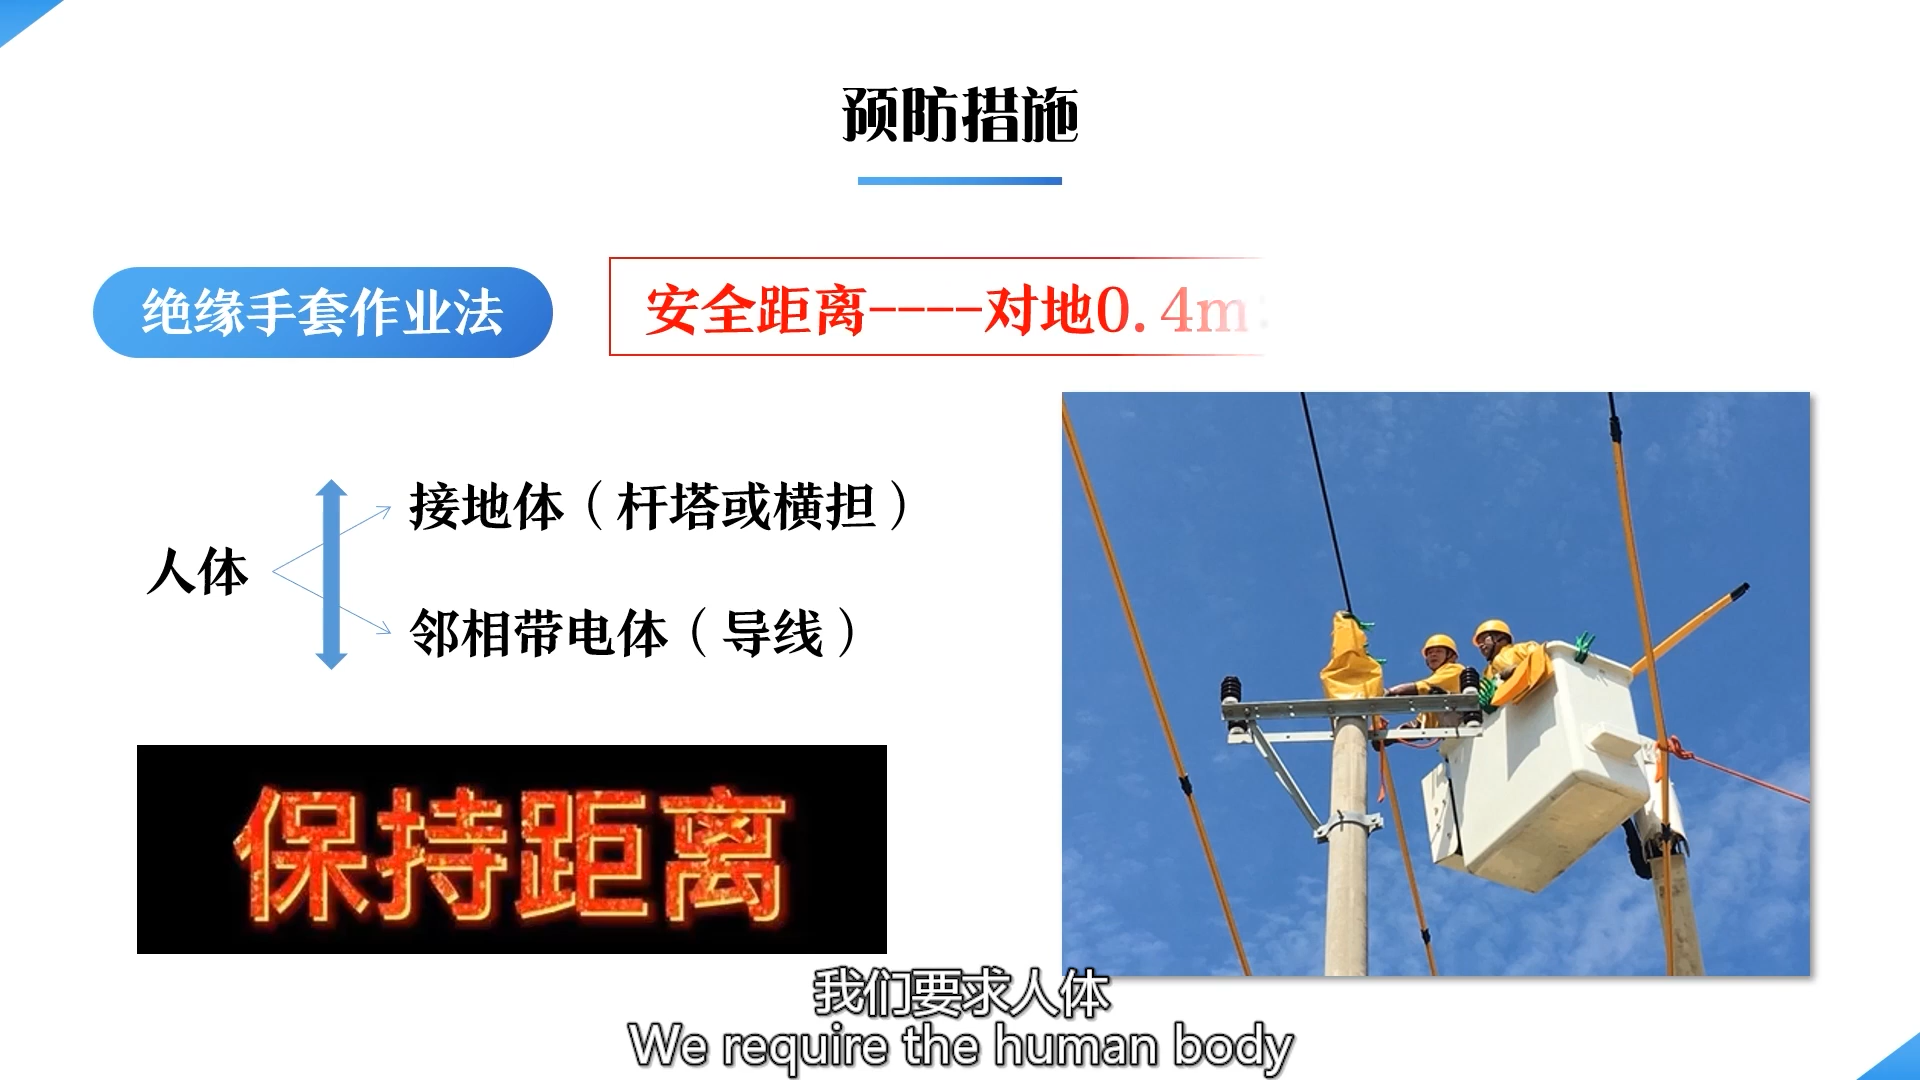 预防措施
绝缘手套作业法
安全距离----对地0.4m
人体
接地体（杆塔或横担）
邻相带电体（导线）
保持距离
我们要求人体
We require the human body